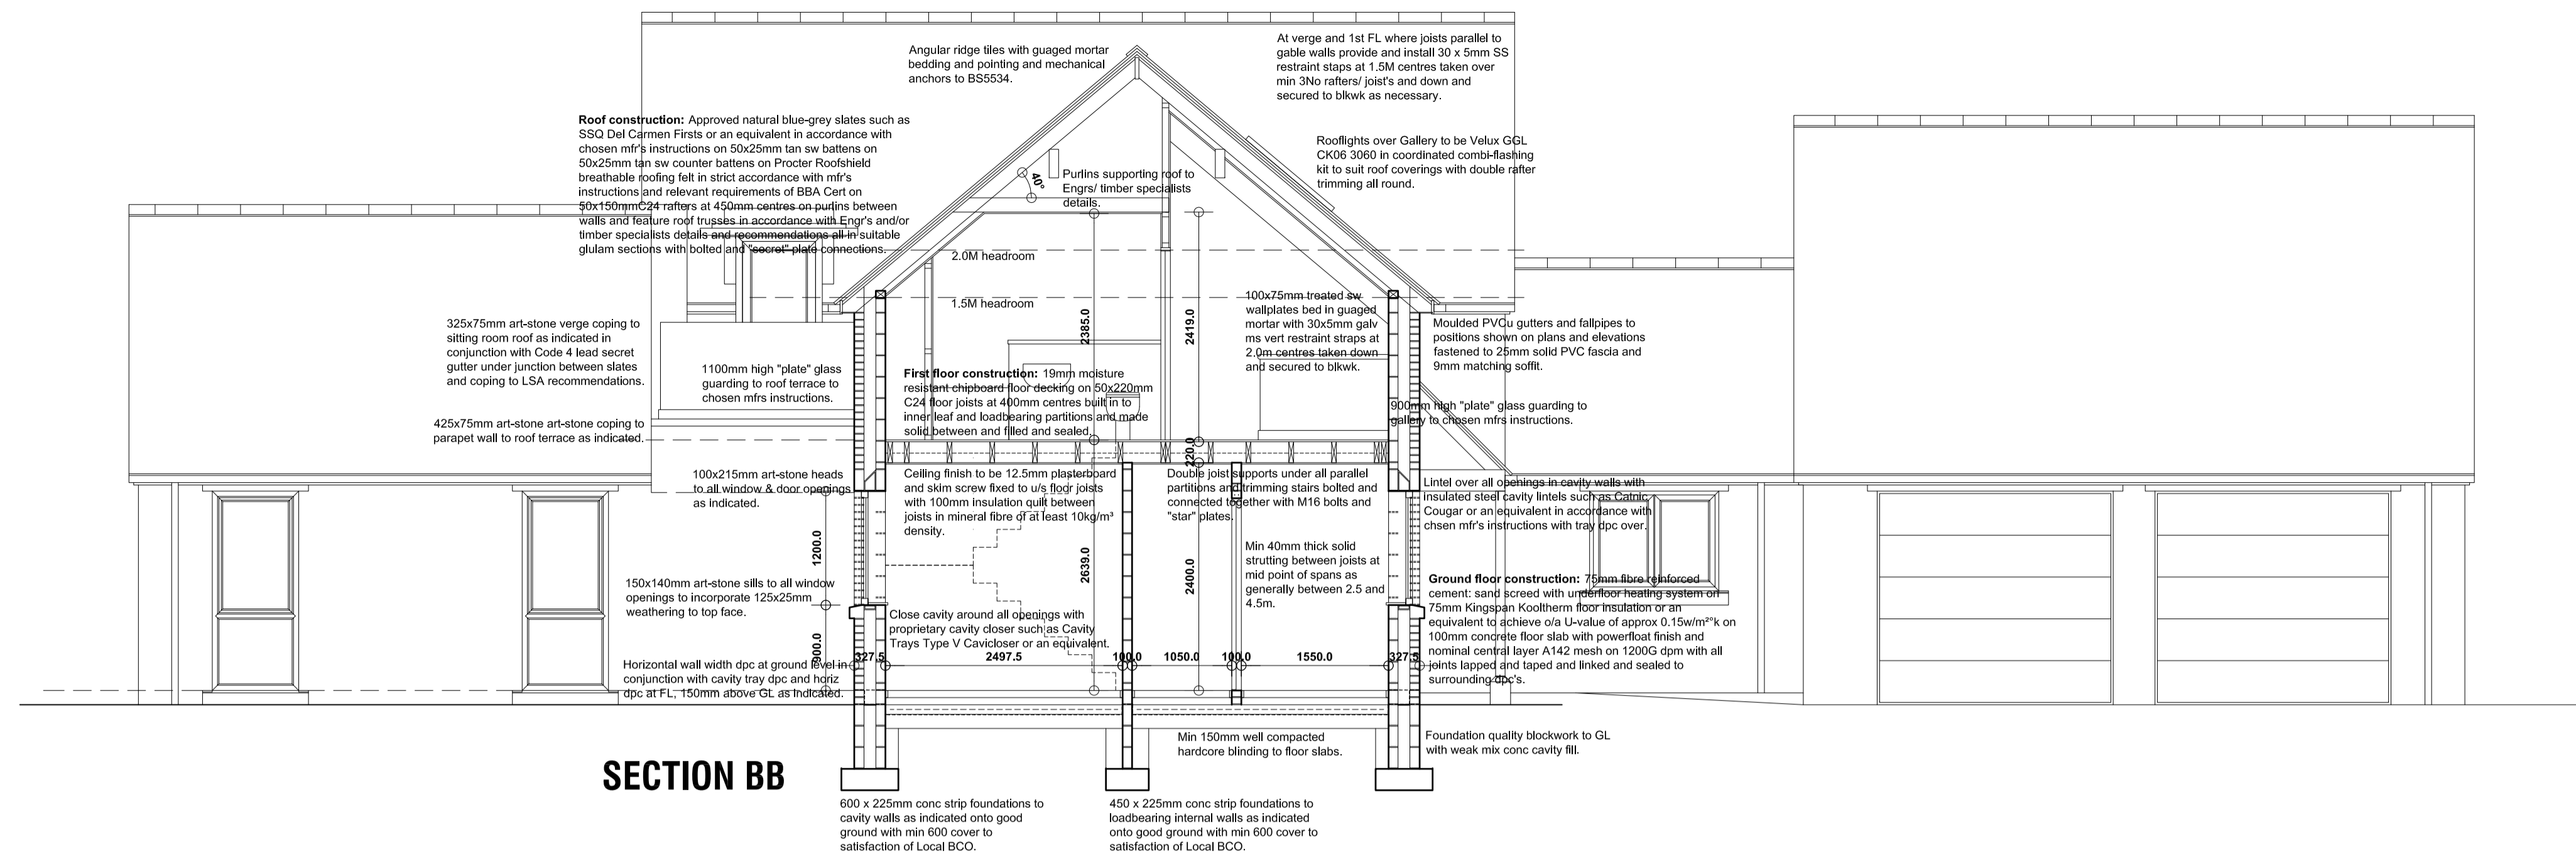 Angular ridge tiles with guaged mortar
bedding and pointing and mechanical
anchors to BS5534.
At verge and 1st FL where joists parallel to
gable walls provide and install 30 x 5mm SS
restraint staps at 1.5M centres taken over
min 3No rafters/ joist's and down and
secured to blkwk as necessary.
Roof construction: Approved natural blue-grey slates such as
SSQ Del Carmen Firsts or an equivalent in accordance with
chosen mfr's instructions on 50x25mm tan sw battens on
50x25mm tan sw counter battens on Procter Roofshield
breathable roofing felt in strict accordance with mfr's
instructions and relevant requirements of BBA Cert on
50x150mmC24 rafters at 450mm centres on purlins between
walls and feature roof trusses in accordance with Engr's and/or
timber specialists details and recommendations all in suitable
glulam sections with bolted and "secret" plate connections.
Rooflights over Gallery to be Velux GGL
CK06 3060 in coordinated combi-flashing
kit to suit roof coverings with double rafter
trimming all round.
40°
Purlins supporting roof to
Engrs/ timber specialists
details.
2.0M headroom
1.5M headroom
2385.0
2419.0
100x75mm treated sw
wallplates bed in guaged
mortar with 30x5mm galv
ms vert restraint straps at
2.0m centres taken down
and secured to blkwk.
Moulded PVCu gutters and fallpipes to
positions shown on plans and elevations
fastened to 25mm solid PVC fascia and
9mm matching soffit.
325x75mm art-stone verge coping to
sitting room roof as indicated in
conjunction with Code 4 lead secret
gutter under junction between slates
and coping to LSA recommendations.
1100mm high "plate" glass
guarding to roof terrace to
chosen mfrs instructions.
First floor construction: 19mm moisture
resistant chipboard floor decking on 50x220mm
C24 floor joists at 400mm centres built in to
inner leaf and loadbearing partitions and made
solid between and filled and sealed.
900mm high "plate" glass guarding to
gallery to chosen mfrs instructions.
425x75mm art-stone art-stone coping to
parapet wall to roof terrace as indicated.
220.0
100x215mm art-stone heads
to all window & door openings
as indicated.
Ceiling finish to be 12.5mm plasterboard
and skim screw fixed to u/s floor joists
with 100mm insulation quilt between
joists in mineral fibre of at least 10kg/m³
density.
Double joist supports under all parallel
partitions and trimming stairs bolted and
connected together with M16 bolts and
"star" plates.
Lintel over all openings in cavity walls with
insulated steel cavity lintels such as Catnic
Cougar or an equivalent in accordance with
chsen mfr's instructions with tray dpc over.
1200.0
2639.0
2400.0
Min 40mm thick solid
strutting between joists at
mid point of spans as
generally between 2.5 and
4.5m.
150x140mm art-stone sills to all window
openings to incorporate 125x25mm
weathering to top face.
Ground floor construction: 75mm fibre reinforced
cement: sand screed with underfloor heating system on
75mm Kingspan Kooltherm floor insulation or an
equivalent to achieve o/a U-value of approx 0.15w/m²°k on
100mm concrete floor slab with powerfloat finish and
nominal central layer A142 mesh on 1200G dpm with all
joints lapped and taped and linked and sealed to
surrounding dpc's.
Close cavity around all openings with
proprietary cavity closer such as Cavity
Trays Type V Cavicloser or an equivalent.
900.0
327.5
2497.5
100.0
1050.0
100.0
1550.0
327.5
Horizontal wall width dpc at ground level in
conjunction with cavity tray dpc and horiz
dpc at FL, 150mm above GL as indicated.
Min 150mm well compacted
hardcore blinding to floor slabs.
Foundation quality blockwork to GL
with weak mix conc cavity fill.
SECTION BB
600 x 225mm conc strip foundations to
cavity walls as indicated onto good
ground with min 600 cover to
satisfaction of Local BCO.
450 x 225mm conc strip foundations to
loadbearing internal walls as indicated
onto good ground with min 600 cover to
satisfaction of Local BCO.